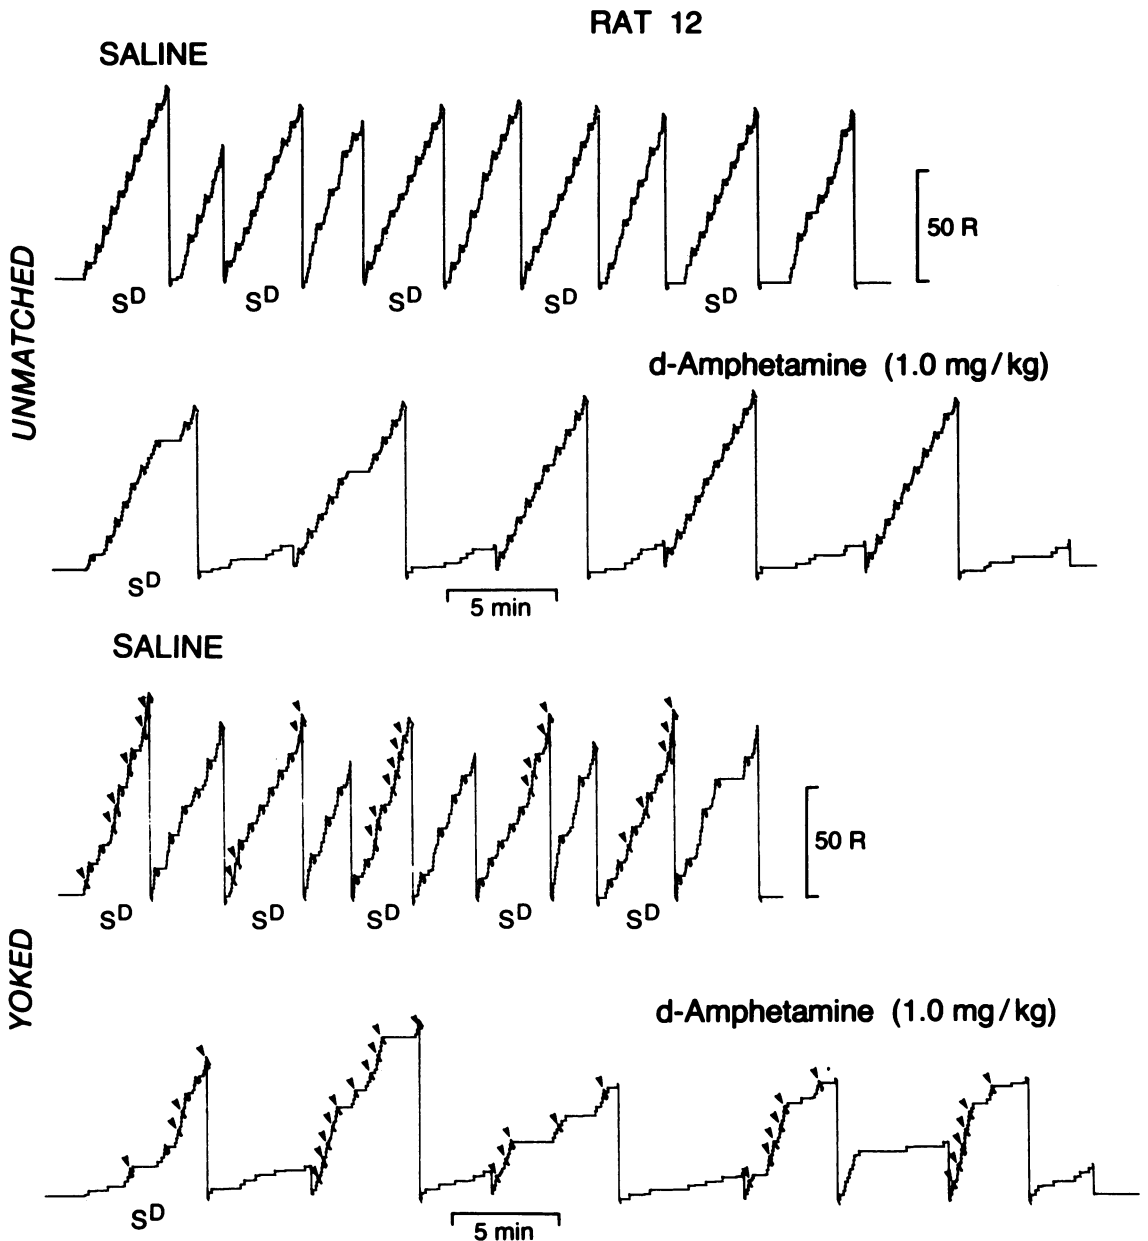 RAT 12
SALINE
50 R
S^D S^D S^D S^D S^D
UNMATCHED
d-Amphetamine (1.0 mg/kg)
S^D
5 min
SALINE
50 R
S^D S^D S^D S^D S^D
YOKED
d-Amphetamine (1.0 mg/kg)
S^D
5 min